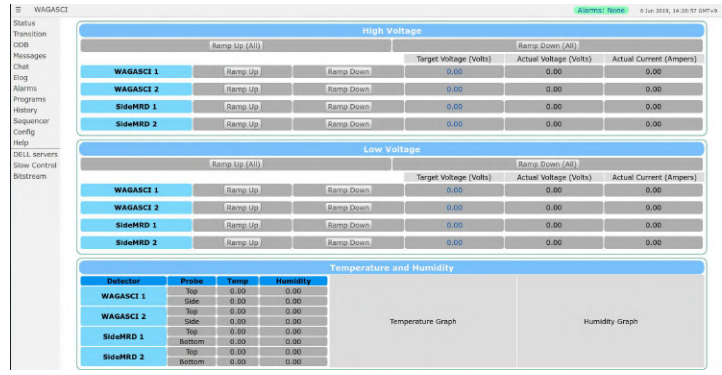 ≡ WAGASCI Alarms: None 6 Jun 2019, 14:26:57 GMT+9
Status
Transition
ODB
Messages
Chat
Elog
Alarms
Programs
History
Sequencer
Config
Help
DELL servers
Slow Control
Bitstream
High Voltage
Ramp Up (All) Ramp Down (All)
Target Voltage (Volts) Actual Voltage (Volts) Actual Current (Ampers)
WAGASCI 1 Ramp Up Ramp Down 0.00 0.00 0.00
WAGASCI 2 Ramp Up Ramp Down 0.00 0.00 0.00
SideMRD 1 Ramp Up Ramp Down 0.00 0.00 0.00
SideMRD 2 Ramp Up Ramp Down 0.00 0.00 0.00
Low Voltage
Ramp Up (All) Ramp Down (All)
Target Voltage (Volts) Actual Voltage (Volts) Actual Current (Ampers)
WAGASCI 1 Ramp Up Ramp Down 0.00 0.00 0.00
WAGASCI 2 Ramp Up Ramp Down 0.00 0.00 0.00
SideMRD 1 Ramp Up Ramp Down 0.00 0.00 0.00
SideMRD 2 Ramp Up Ramp Down 0.00 0.00 0.00
Temperature and Humidity
Detector Probe Temp Humidity
WAGASCI 1 Top 0.00 0.00
Side 0.00 0.00
WAGASCI 2 Top 0.00 0.00
Side 0.00 0.00
SideMRD 1 Top 0.00 0.00
Bottom 0.00 0.00
SideMRD 2 Top 0.00 0.00
Bottom 0.00 0.00
Temperature Graph Humidity Graph